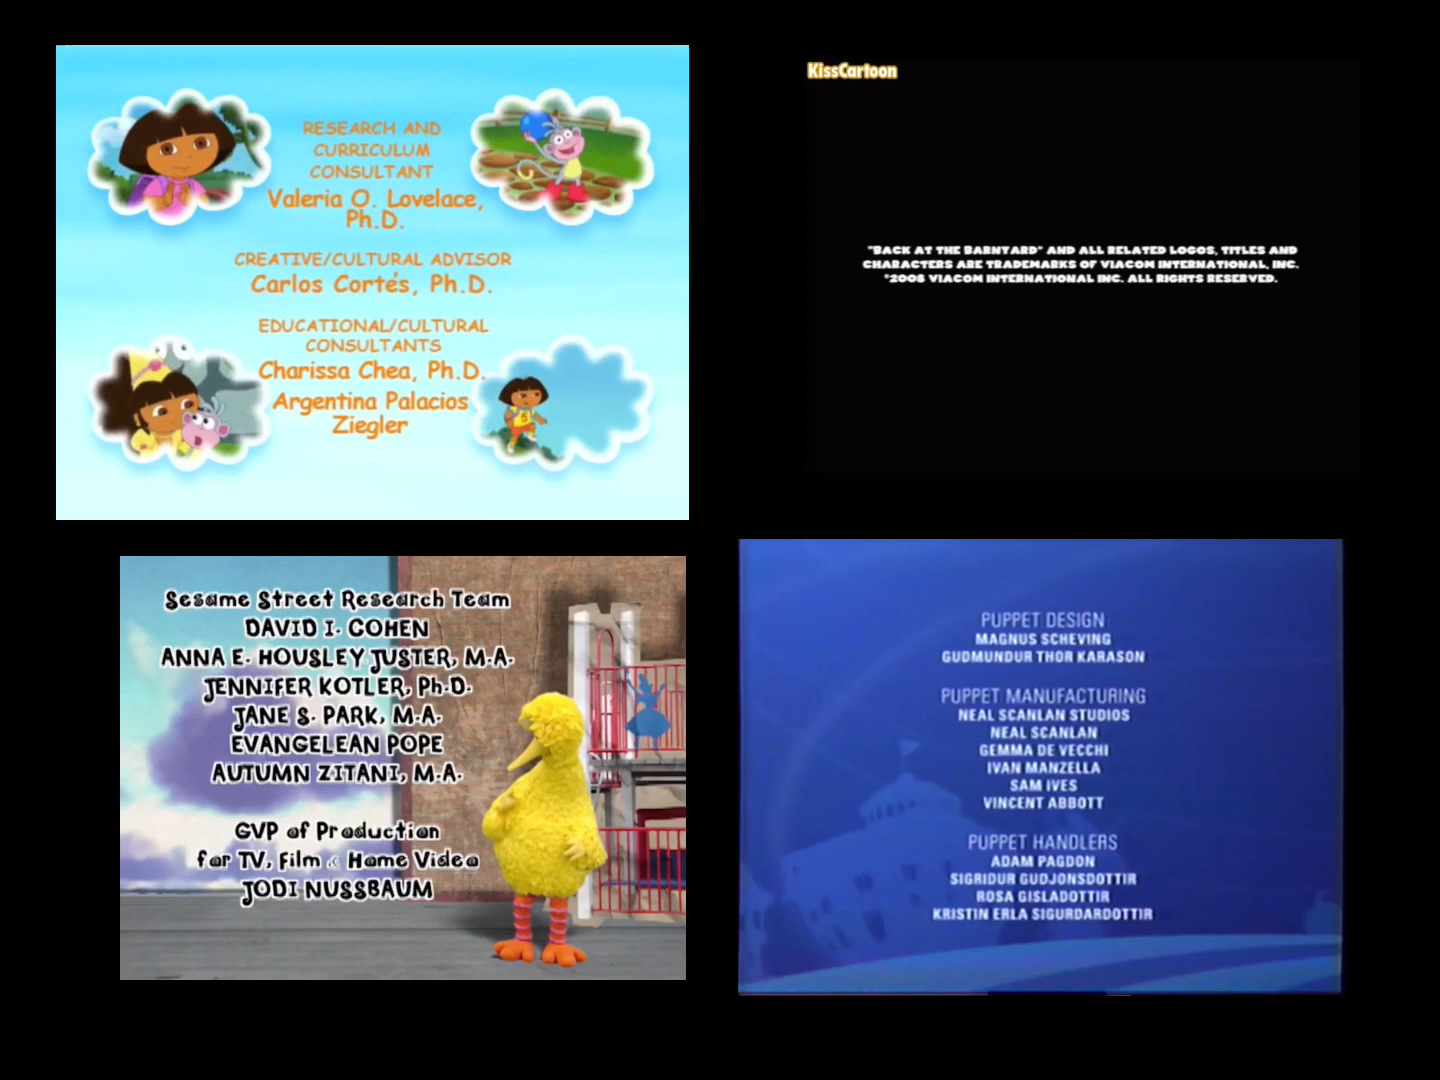 RESEARCH AND
CURRICULUM
CONSULTANT
Valeria O. Lovelace,
Ph.D.
CREATIVE/CULTURAL ADVISOR
Carlos Cortés, Ph.D.
EDUCATIONAL/CULTURAL
CONSULTANTS
Charissa Chea, Ph.D.
Argentina Palacios
Ziegler
5
KissCartoon
"BACK AT THE BARNYARD" AND ALL RELATED LOGOS, TITLES AND
CHARACTERS ARE TRADEMARKS OF VIACOM INTERNATIONAL, INC.
©2008 VIACOM INTERNATIONAL INC. ALL RIGHTS RESERVED.
Sesame Street Research Team
DAVID I. COHEN
ANNA E. HOUSLEY JUSTER, M.A.
JENNIFER KOTLER, Ph.D.
JANE S. PARK, M.A.
EVANGELEAN POPE
AUTUMN ZITANI, M.A.
GVP of Production
for TV, Film & Home Video
JODI NUSSBAUM
PUPPET DESIGN
MAGNUS SCHEVING
GUDMUNDUR THOR KARASON
PUPPET MANUFACTURING
NEAL SCANLAN STUDIOS
NEAL SCANLAN
GEMMA DE VECCHI
IVAN MANZELLA
SAM IVES
VINCENT ABBOTT
PUPPET HANDLERS
ADAM PAGDON
SIGRIDUR GUDJONSDOTTIR
ROSA GISLADOTTIR
KRISTIN ERLA SIGURDARDOTTIR